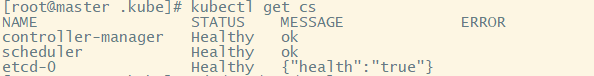 [root@master .kube]# kubectl get cs
NAME STATUS MESSAGE ERROR
controller-manager Healthy ok
scheduler Healthy ok
etcd-0 Healthy {"health":"true"}